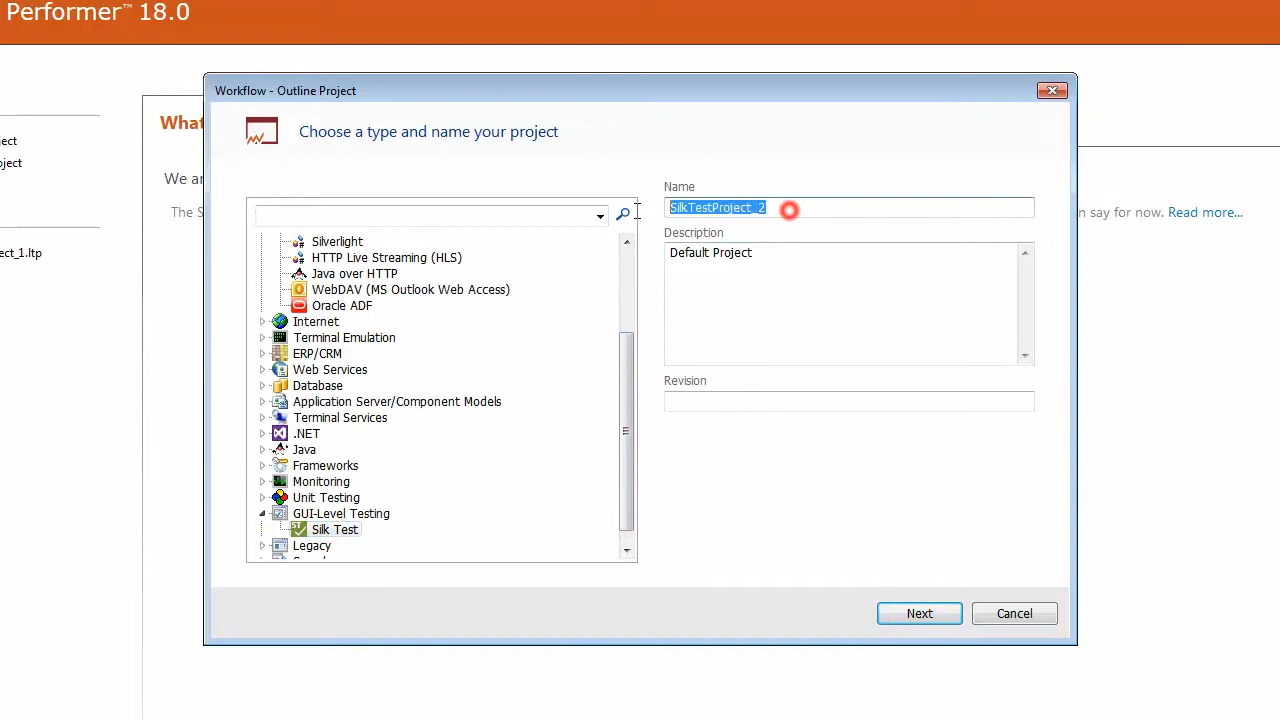 Performer™ 18.0
Workflow - Outline Project
What
ject
oject
We ar
The S
n say for now. Read more...
ect_1.ltp
Choose a type and name your project
Silverlight
HTTP Live Streaming (HLS)
Java over HTTP
WebDAV (MS Outlook Web Access)
Oracle ADF
Internet
Terminal Emulation
ERP/CRM
Web Services
Database
Application Server/Component Models
Terminal Services
.NET
Java
Frameworks
Monitoring
Unit Testing
GUI-Level Testing
Silk Test
Legacy
Name
SilkTestProject_2
Description
Default Project
Revision
Next
Cancel